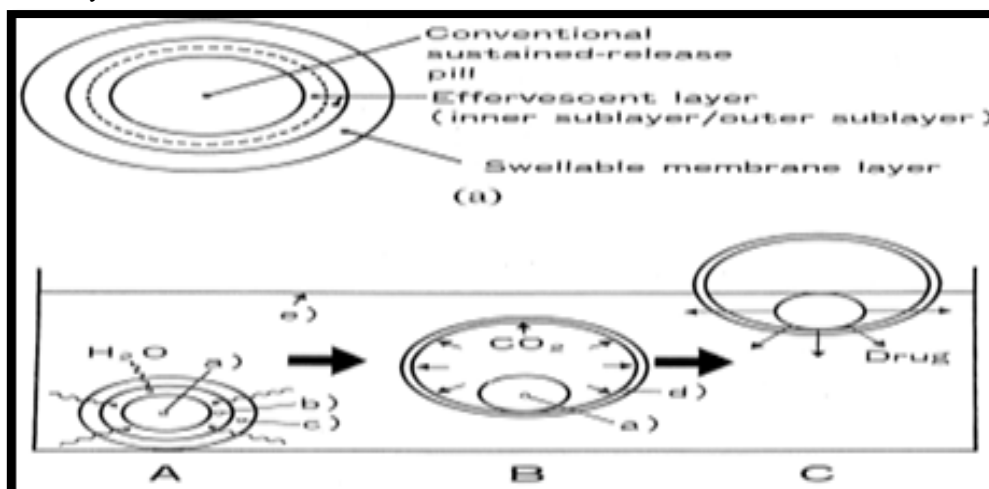 Conventional
sustained-release
pill
Effervescent layer
(inner sublayer/outer sublayer)
Swellable membrane layer
(a)
e)
H₂O
a)
b)
c)
CO₂
d)
a)
Drug
A
B
C